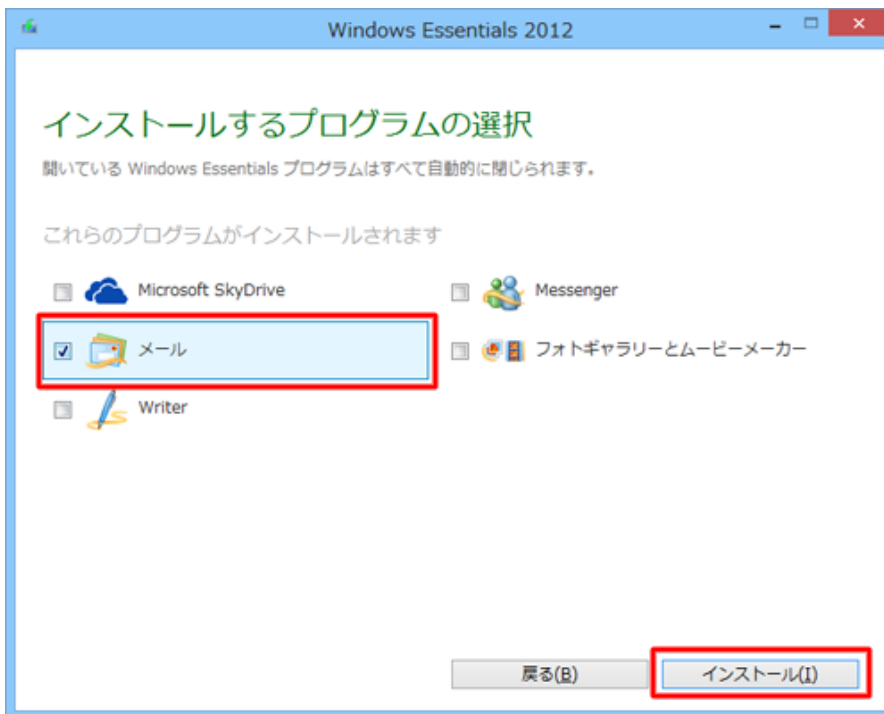 Windows Essentials 2012
インストールするプログラムの選択
開いている Windows Essentials プログラムはすべて自動的に閉じられます。
これらのプログラムがインストールされます
Microsoft SkyDrive
Messenger
メール
フォトギャラリーとムービーメーカー
Writer
戻る(B)
インストール(I)